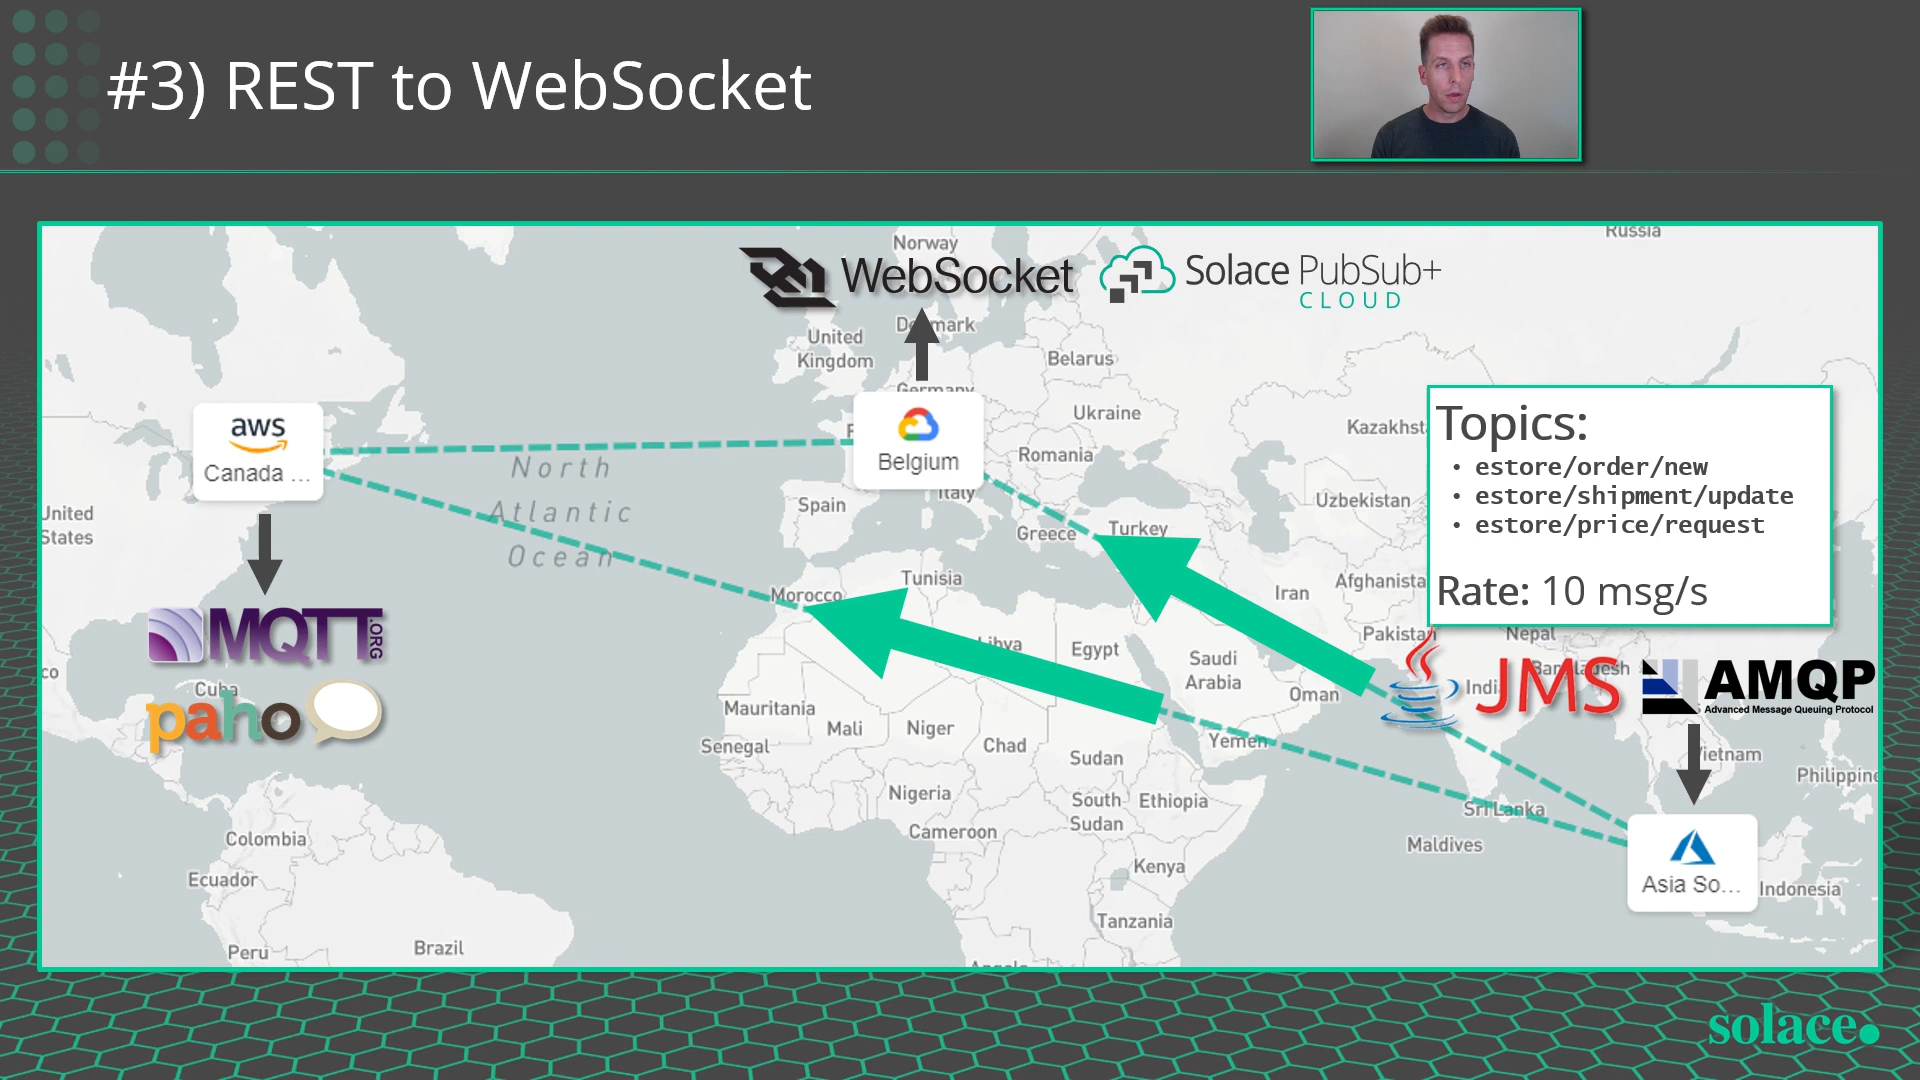 #3) REST to WebSocket
Norway
Russia
WebSocket
Solace PubSub+
CLOUD
United
Kingdom
Belarus
Ukraine
aws
Canada ...
Belgium
Romania
Kazakhst
Topics:
• estore/order/new
• estore/shipment/update
• estore/price/request
Rate: 10 msg/s
North
Atlantic
Ocean
United
States
Spain
Italy
Greece
Turkey
Uzbekistan
Morocco
Tunisia
Iran
Afghanista
Pakistan
Nepal
MQTT
.ORG
Egypt
Saudi
Arabia
Oman
JMS
Bangladesh
AMQP
Advanced Message Queuing Protocol
co
Cuba
paho
Mauritania
Mali
Niger
Chad
Senegal
Sudan
Yemen
Vietnam
Philippine
Nigeria
South
Sudan
Ethiopia
Sri Lanka
Colombia
Cameroon
Maldives
Ecuador
Kenya
Asia So...
Indonesia
Tanzania
Peru
Brazil
solace.